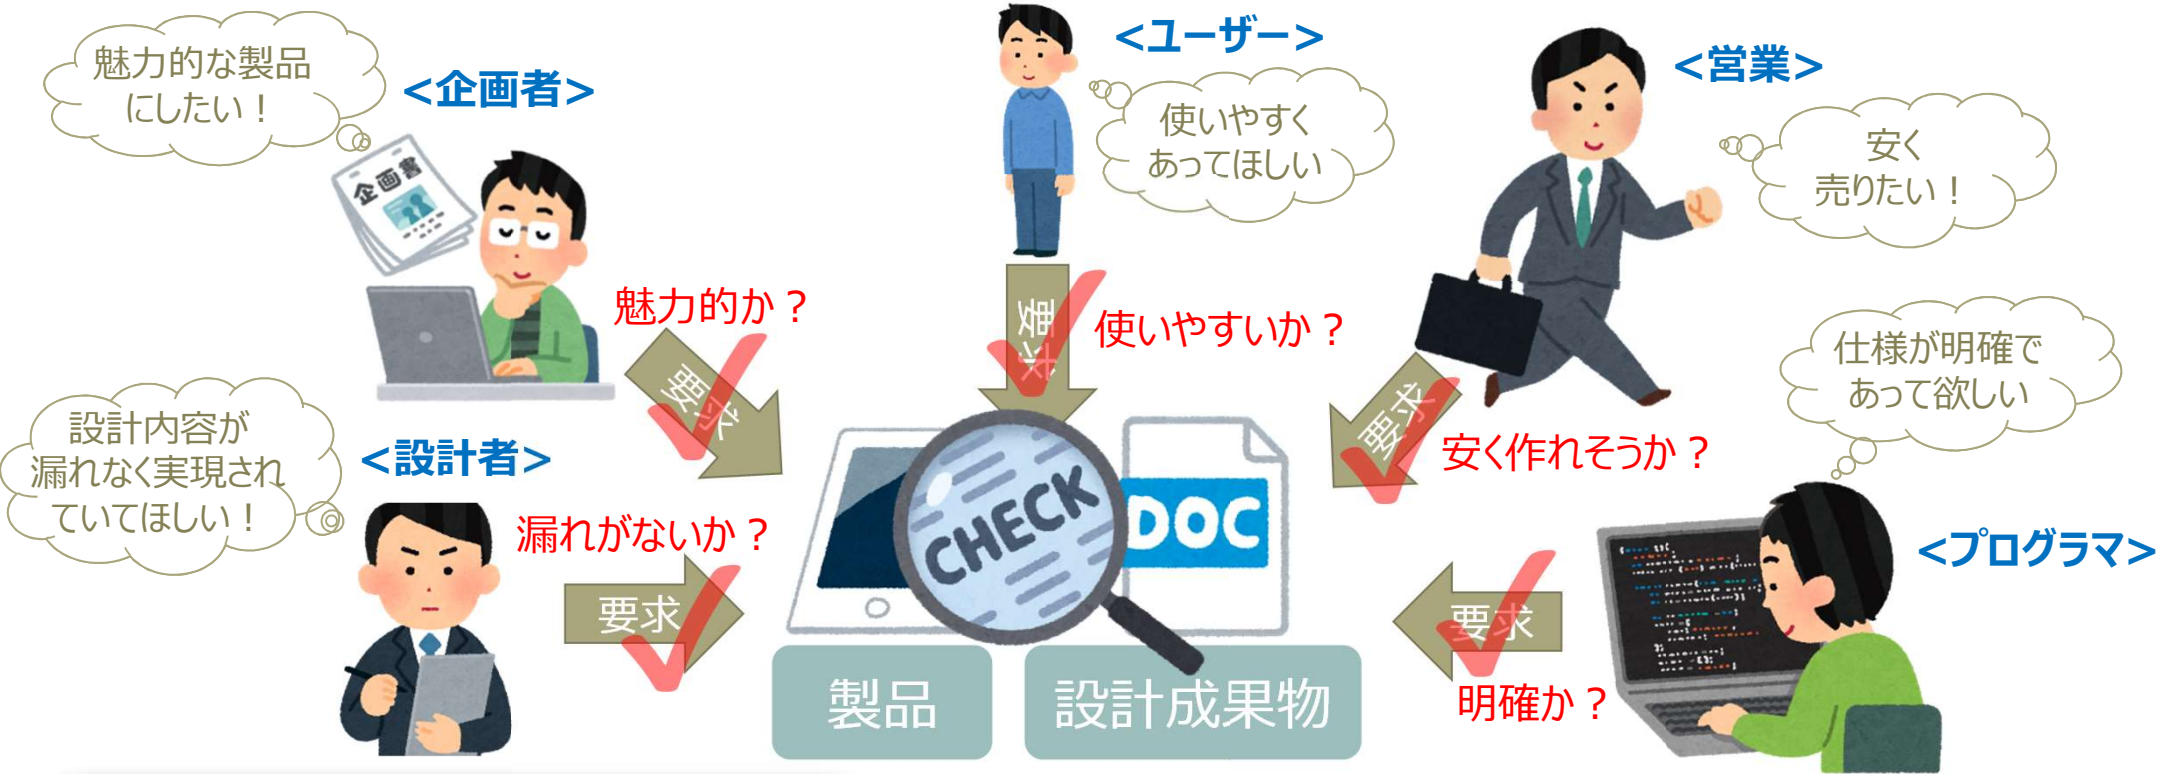 魅力的な製品
にしたい！
<企画者>
企画書
<ユーザー>
使いやすく
あってほしい
<営業>
安く
売りたい！
魅力的か？
要求
要求
使いやすいか？
要求
安く作れそうか？
仕様が明確で
あって欲しい
設計内容が
漏れなく実現され
ていてほしい！
<設計者>
漏れがないか？
要求
CHECK
DOC
<プログラマ>
要求
明確か？
製品
設計成果物